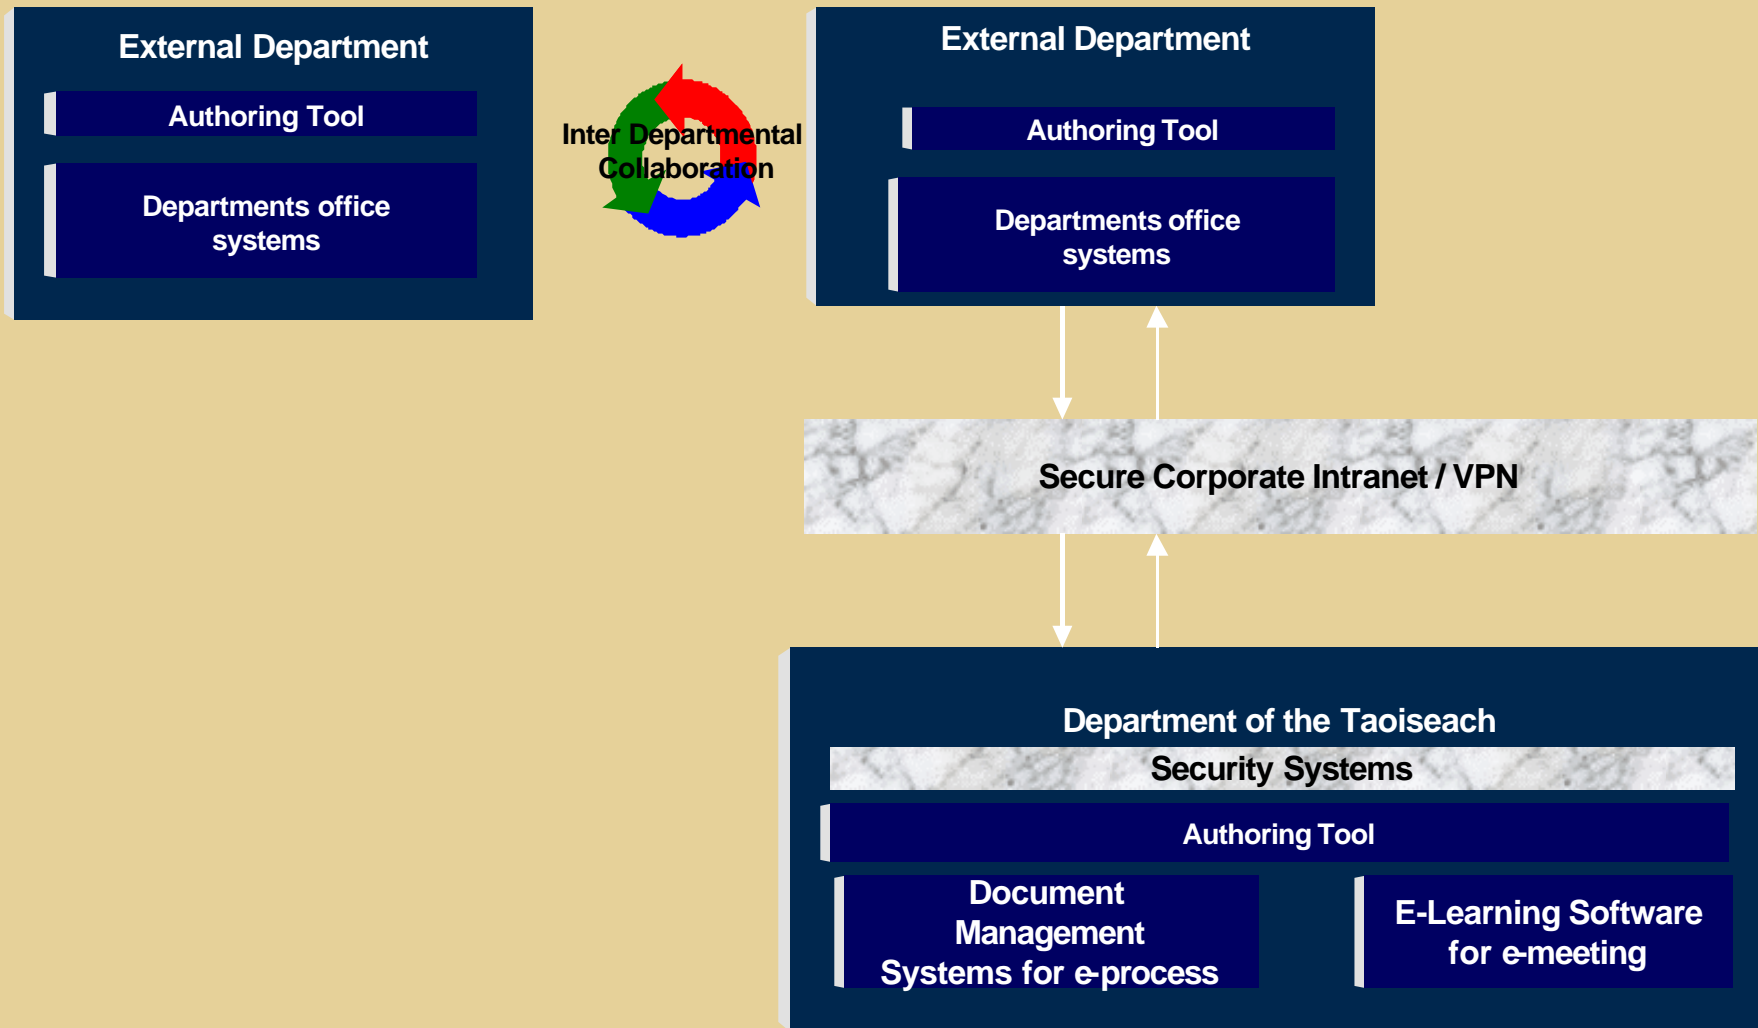 External Department
Authoring Tool
Departments office
systems
Inter Departmental
Collaboration
External Department
Authoring Tool
Departments office
systems
Secure Corporate Intranet / VPN
Department of the Taoiseach
Security Systems
Authoring Tool
Document
Management
Systems for e-process
E-Learning Software
for e-meeting